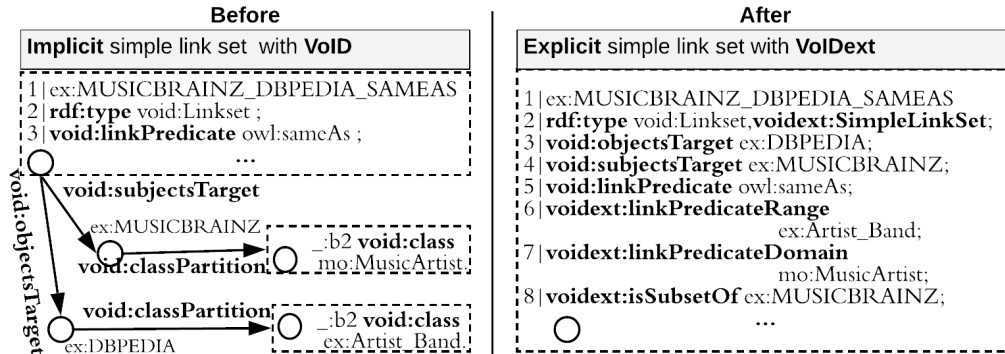 Before
Implicit simple link set with VoID
1|ex:MUSICBRAINZ_DBPEDIA_SAMEAS
2|rdf:type void:Linkset ;
3|void:linkPredicate owl:sameAs ;
...
void:subjectsTarget
void:objectsTarget
ex:MUSICBRAINZ
void:classPartition
_:b2 void:class
mo:MusicArtist.
void:classPartition
ex:DBPEDIA
_:b2 void:class
ex:Artist_Band.
After
Explicit simple link set with VoIDext
1|ex:MUSICBRAINZ_DBPEDIA_SAMEAS
2|rdf:type void:Linkset,voidext:SimpleLinkSet;
3|void:objectsTarget ex:DBPEDIA;
4|void:subjectsTarget ex:MUSICBRAINZ;
5|void:linkPredicate owl:sameAs;
6|voidext:linkPredicateRange
ex:Artist_Band;
7|voidext:linkPredicateDomain
mo:MusicArtist;
8|voidext:isSubsetOf ex:MUSICBRAINZ;
...